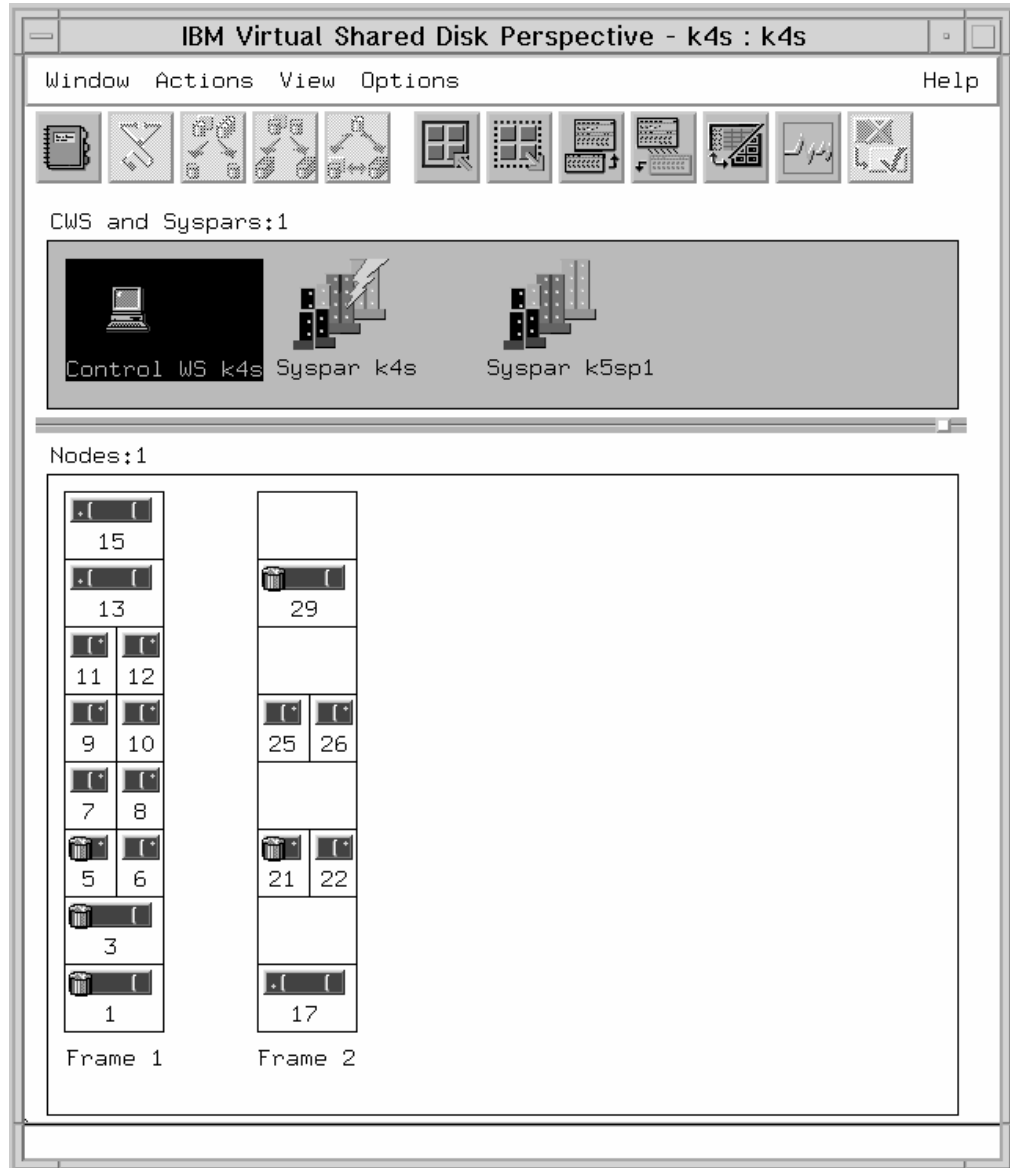 IBM Virtual Shared Disk Perspective - k4s : k4s
Window Actions View Options Help
CWS and Syspars:1
Control WS k4s Syspar k4s Syspar k5sp1
Nodes:1
15
13 29
11 12
9 10 25 26
7 8
5 6 21 22
3
1 17
Frame 1 Frame 2